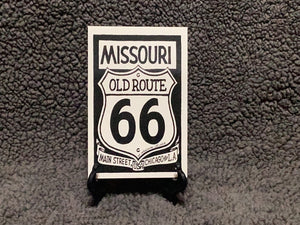 MISSOURI
OLD ROUTE
66
MAIN STREET CHICAGO L.A.